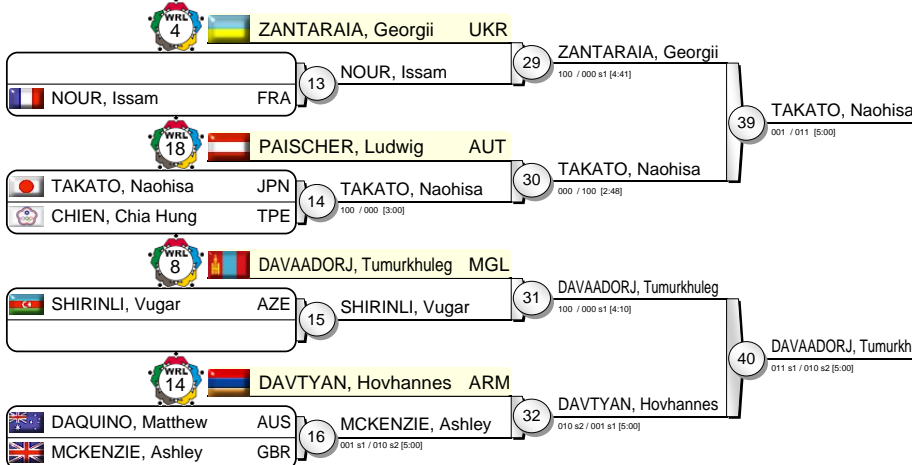 WRL 4 ZANTARAIA, Georgii UKR
NOUR, Issam FRA
13 NOUR, Issam
29 ZANTARAIA, Georgii
100 / 000 s1 [4:41]
WRL 18 PAISCHER, Ludwig AUT
TAKATO, Naohisa JPN
CHIEN, Chia Hung TPE
14 TAKATO, Naohisa
100 / 000 [3:00]
30 TAKATO, Naohisa
000 / 100 [2:48]
39 TAKATO, Naohisa
001 / 011 [5:00]
WRL 8 DAVAADORJ, Tumurkhuleg MGL
SHIRINLI, Vugar AZE
15 SHIRINLI, Vugar
31 DAVAADORJ, Tumurkhuleg
100 / 000 s1 [4:10]
WRL 14 DAVTYAN, Hovhannes ARM
DAQUINO, Matthew AUS
MCKENZIE, Ashley GBR
16 MCKENZIE, Ashley
001 s1 / 010 s2 [5:00]
32 DAVTYAN, Hovhannes
010 s2 / 001 s1 [5:00]
40 DAVAADORJ, Tumurkh
011 s1 / 010 s2 [5:00]